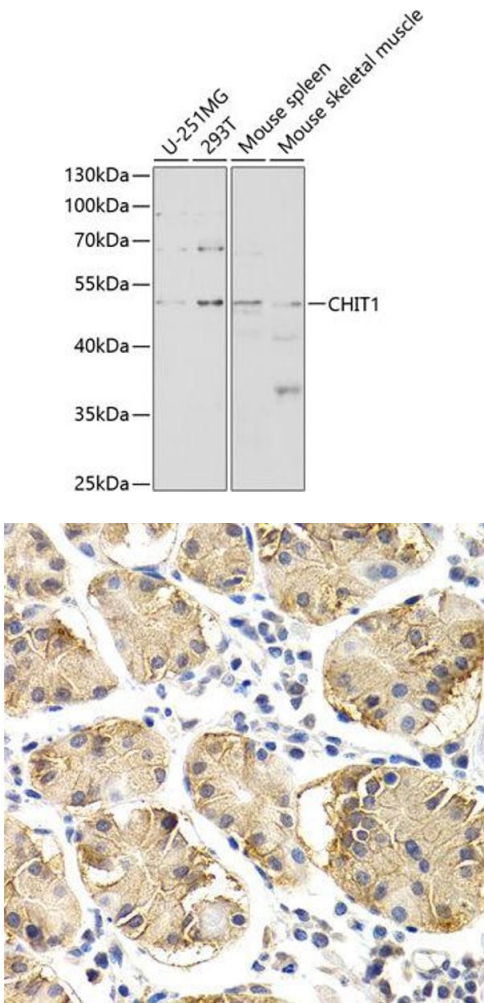 U-251MG
293T
Mouse spleen
Mouse skeletal muscle
130kDa
100kDa
70kDa
55kDa
CHIT1
40kDa
35kDa
25kDa